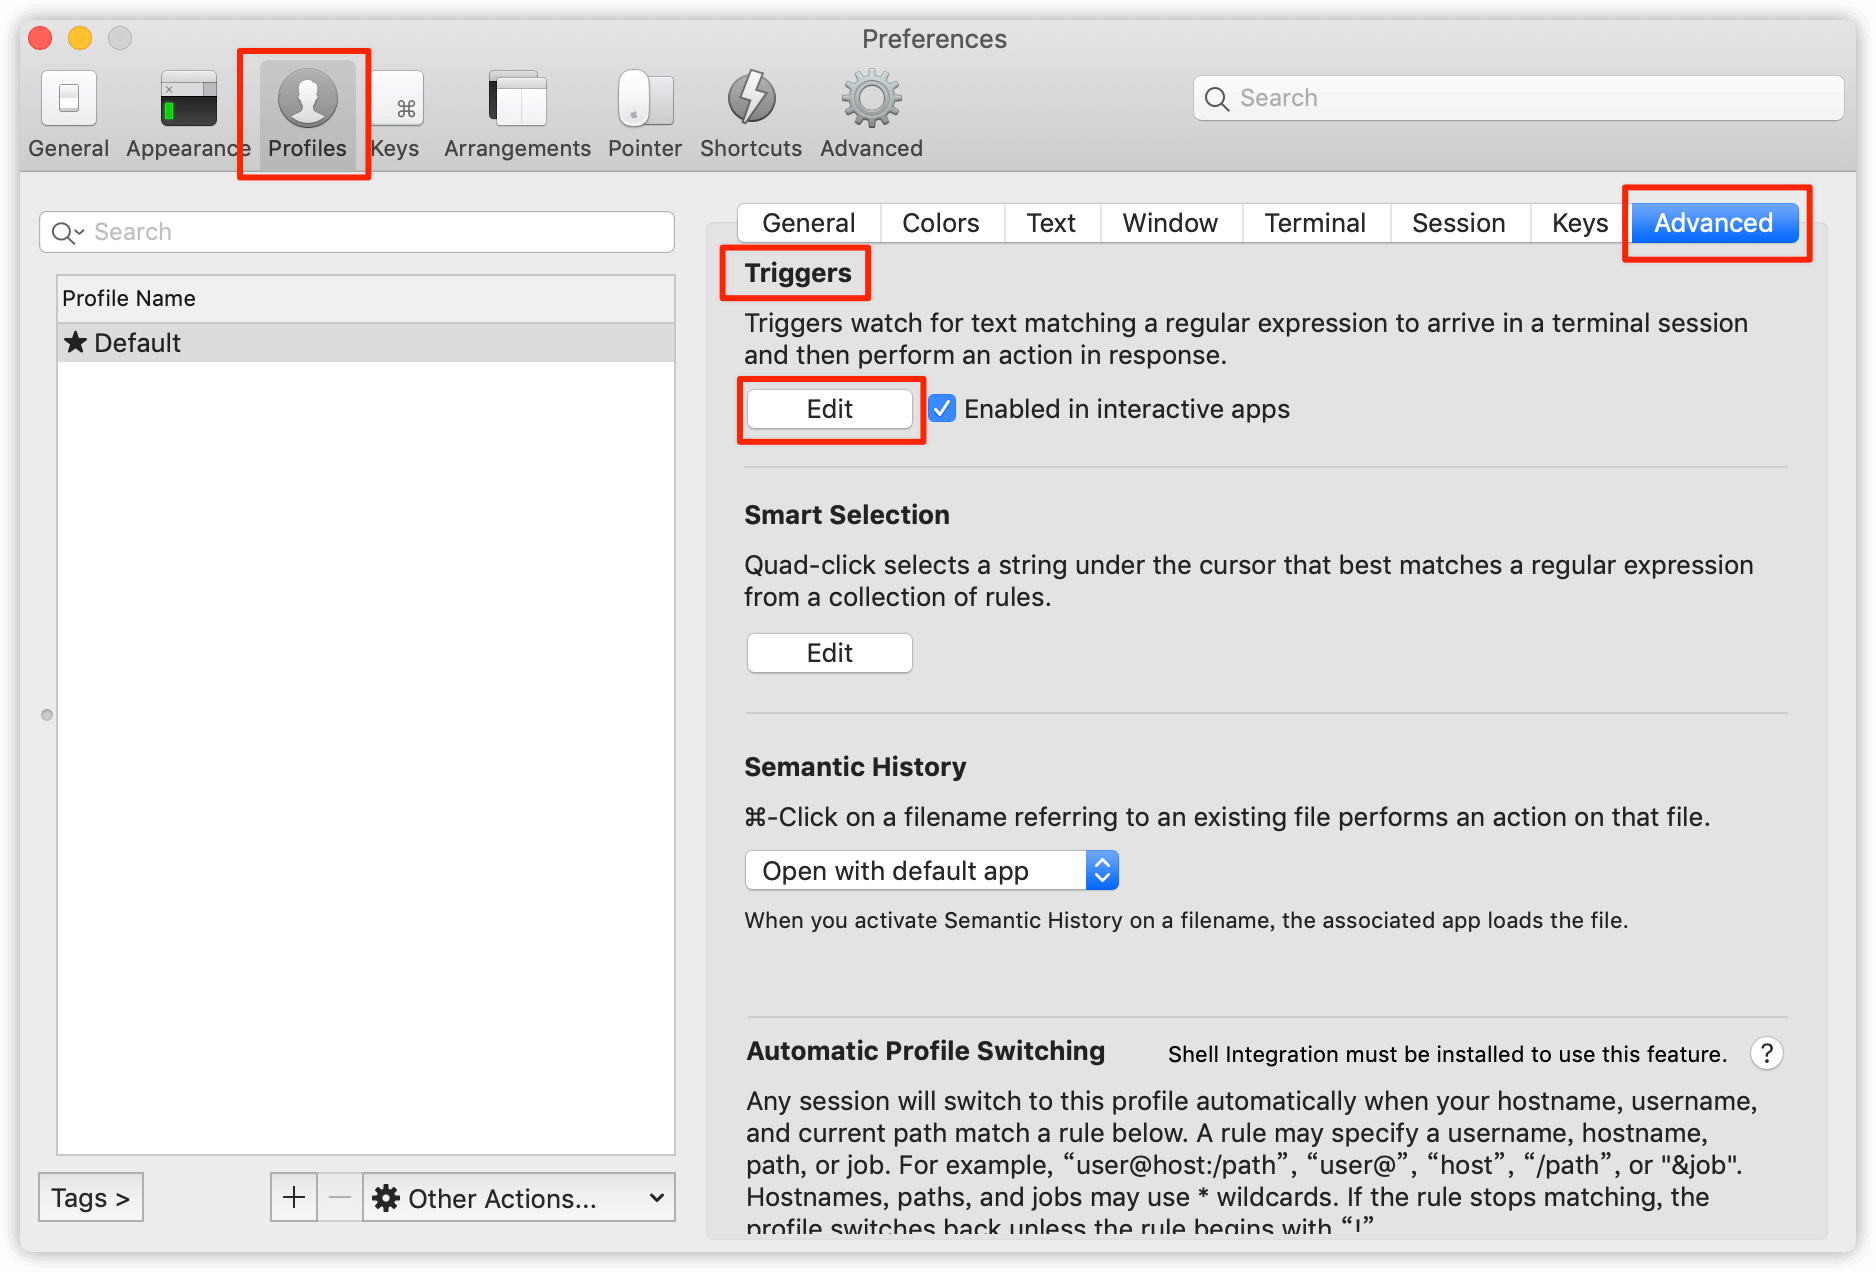 Preferences
General Appearance Profiles Keys Arrangements Pointer Shortcuts Advanced
Search
Search
Profile Name
★ Default
Tags >
+ — Other Actions...
General Colors Text Window Terminal Session Keys Advanced
Triggers
Triggers watch for text matching a regular expression to arrive in a terminal session
and then perform an action in response.
Edit Enabled in interactive apps
Smart Selection
Quad-click selects a string under the cursor that best matches a regular expression
from a collection of rules.
Edit
Semantic History
⌘-Click on a filename referring to an existing file performs an action on that file.
Open with default app
When you activate Semantic History on a filename, the associated app loads the file.
Automatic Profile Switching Shell Integration must be installed to use this feature. ?
Any session will switch to this profile automatically when your hostname, username,
and current path match a rule below. A rule may specify a username, hostname,
path, or job. For example, “user@host:/path”, “user@”, “host”, “/path”, or "&job".
Hostnames, paths, and jobs may use * wildcards. If the rule stops matching, the
profile switches back unless the rule begins with “!”